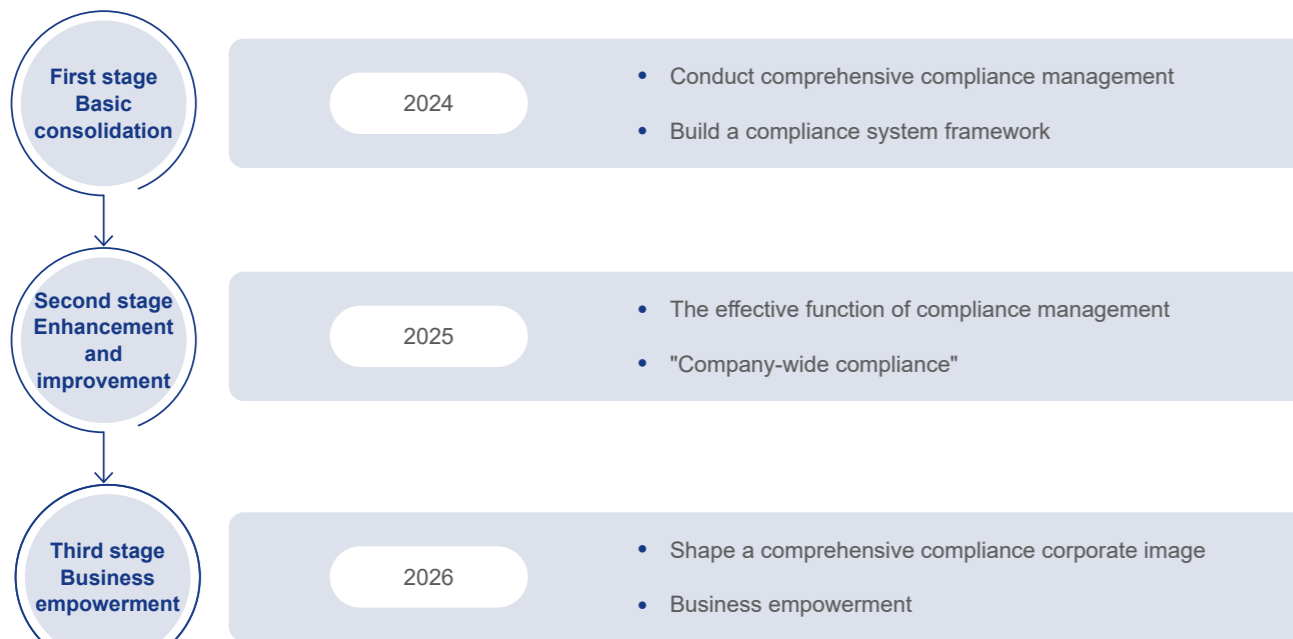 First stage
Basic
consolidation
2024
• Conduct comprehensive compliance management
• Build a compliance system framework
Second stage
Enhancement
and
improvement
2025
• The effective function of compliance management
• "Company-wide compliance"
Third stage
Business
empowerment
2026
• Shape a comprehensive compliance corporate image
• Business empowerment